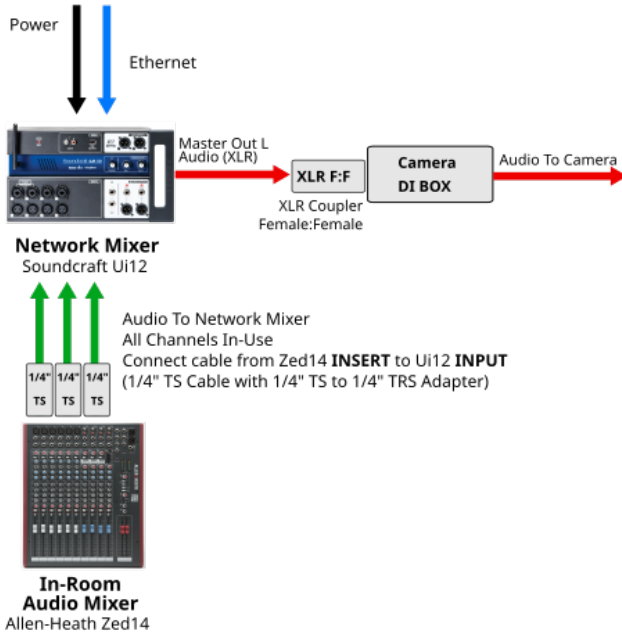 Power
Ethernet
Master Out L
Audio (XLR)
XLR F:F
XLR Coupler
Female:Female
Camera
DI BOX
Audio To Camera
Network Mixer
Soundcraft Ui12
Audio To Network Mixer
All Channels In-Use
Connect cable from Zed14 INSERT to Ui12 INPUT
(1/4" TS Cable with 1/4" TS to 1/4" TRS Adapter)
1/4" 1/4" 1/4"
TS TS TS
In-Room
Audio Mixer
Allen-Heath Zed14